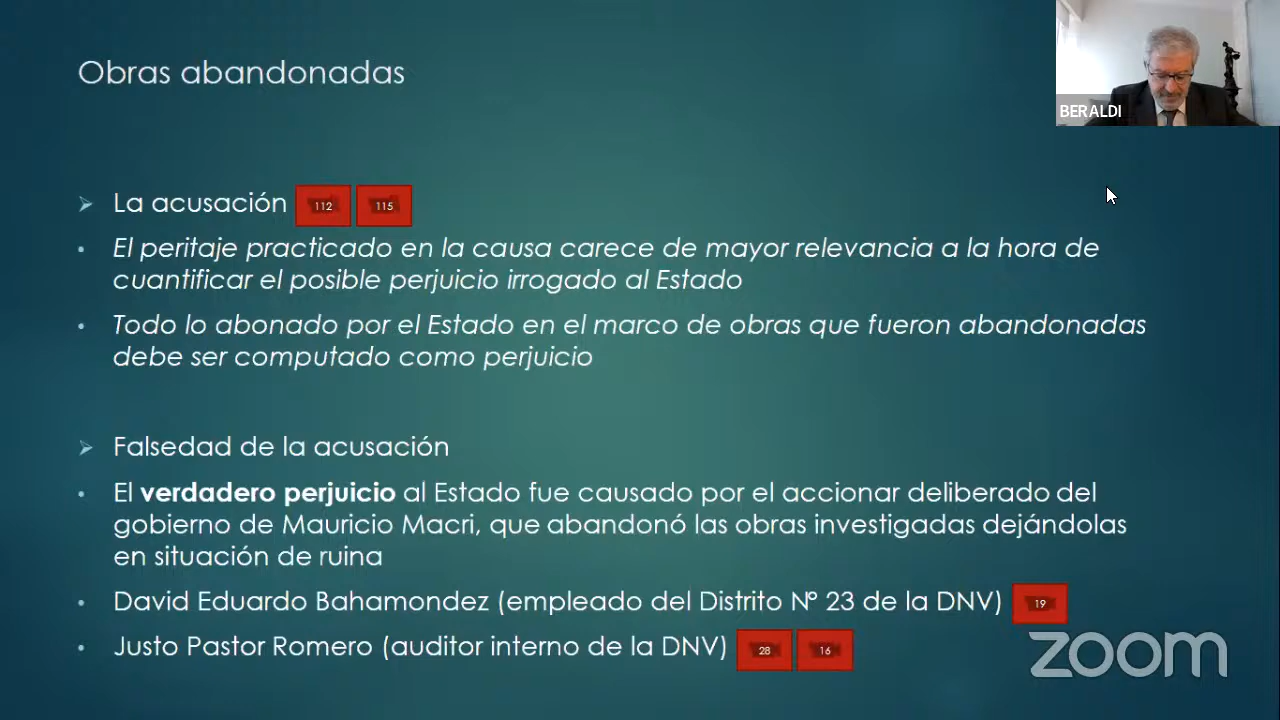 Obras abandonadas
BERALDI
La acusación 112 115
El peritaje practicado en la causa carece de mayor relevancia a la hora de
cuantificar el posible perjuicio irrogado al Estado
Todo lo abonado por el Estado en el marco de obras que fueron abandonadas
debe ser computado como perjuicio
Falsedad de la acusación
El verdadero perjuicio al Estado fue causado por el accionar deliberado del
gobierno de Mauricio Macri, que abandonó las obras investigadas dejándolas
en situación de ruina
David Eduardo Bahamondez (empleado del Distrito Nº 23 de la DNV) 19
Justo Pastor Romero (auditor interno de la DNV) 28 16
zoom